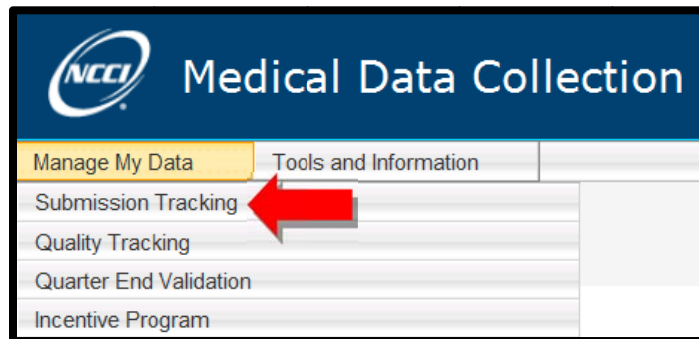 NCCI Medical Data Collection
Manage My Data Tools and Information
Submission Tracking
Quality Tracking
Quarter End Validation
Incentive Program